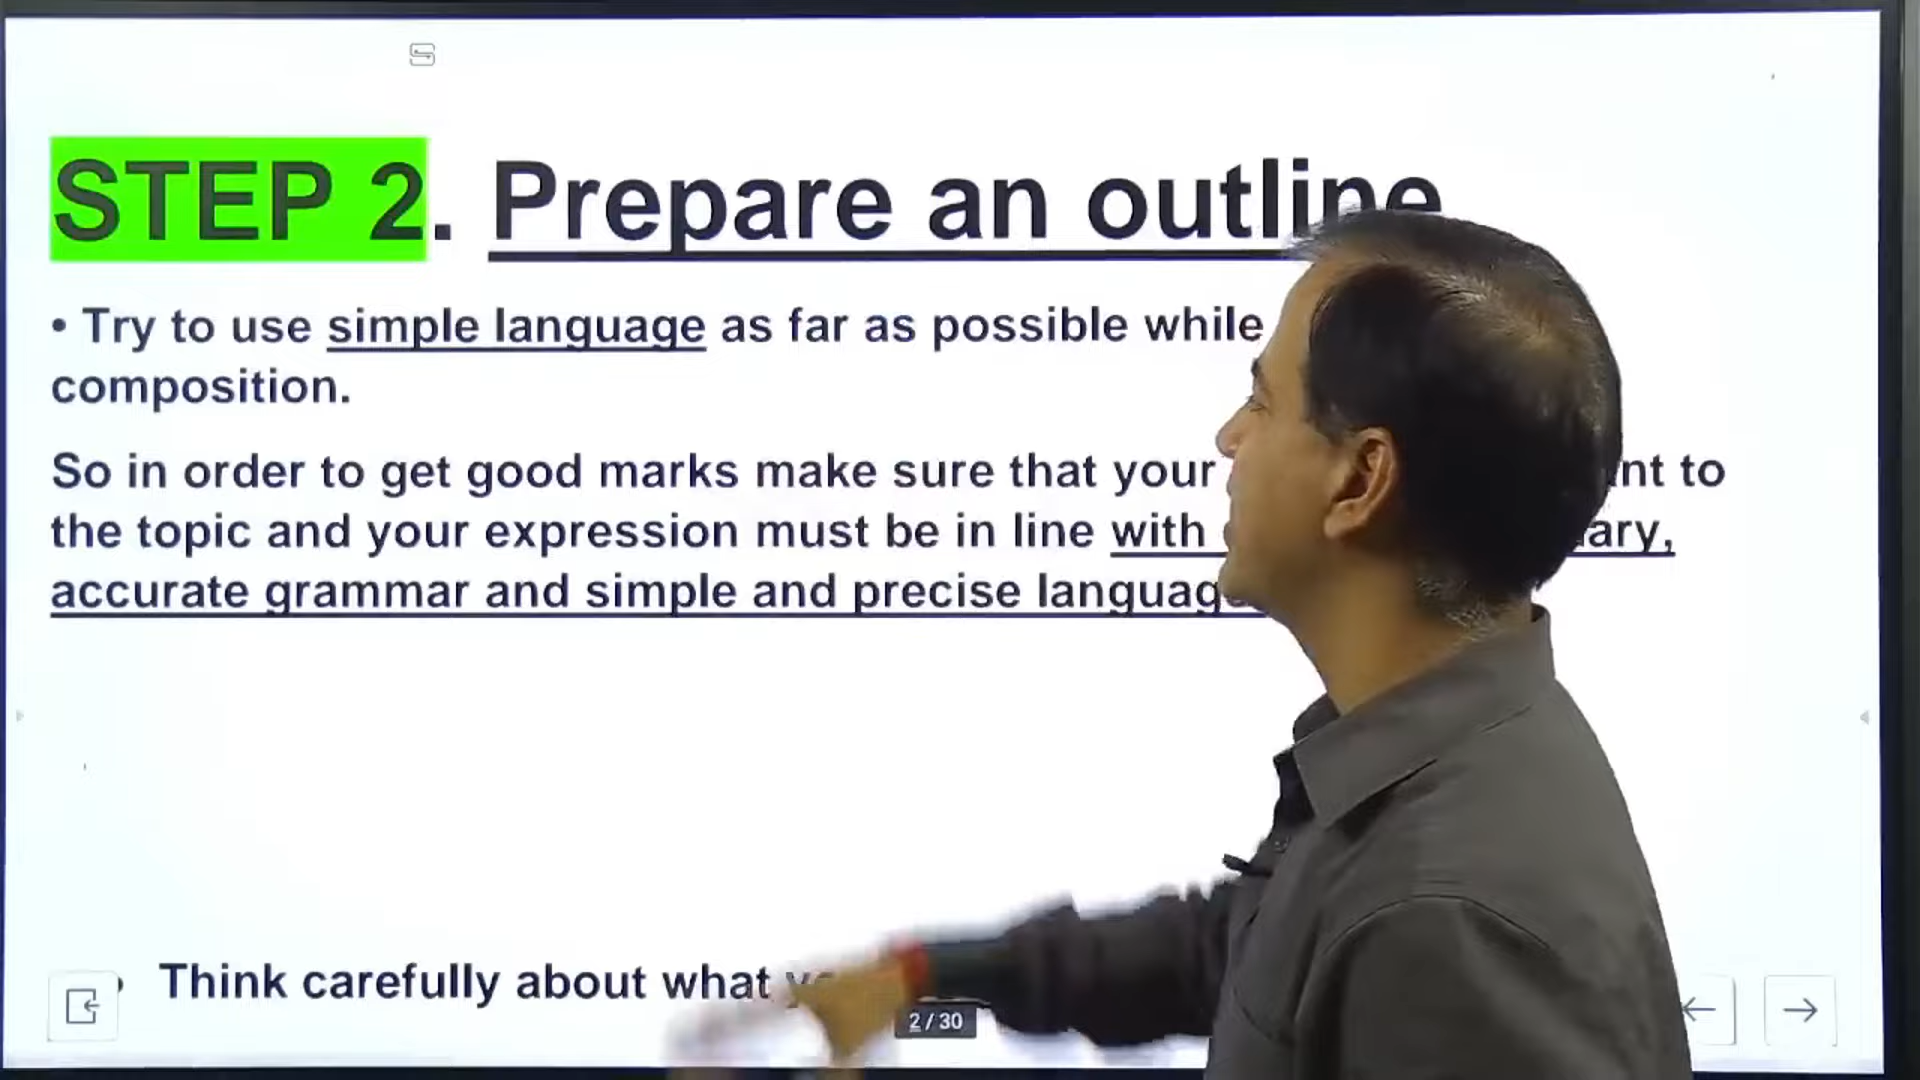 STEP 2. Prepare an outline
• Try to use simple language as far as possible while
composition.
So in order to get good marks make sure that your nt to
the topic and your expression must be in line with ary,
accurate grammar and simple and precise language
• Think carefully about what
2 / 30